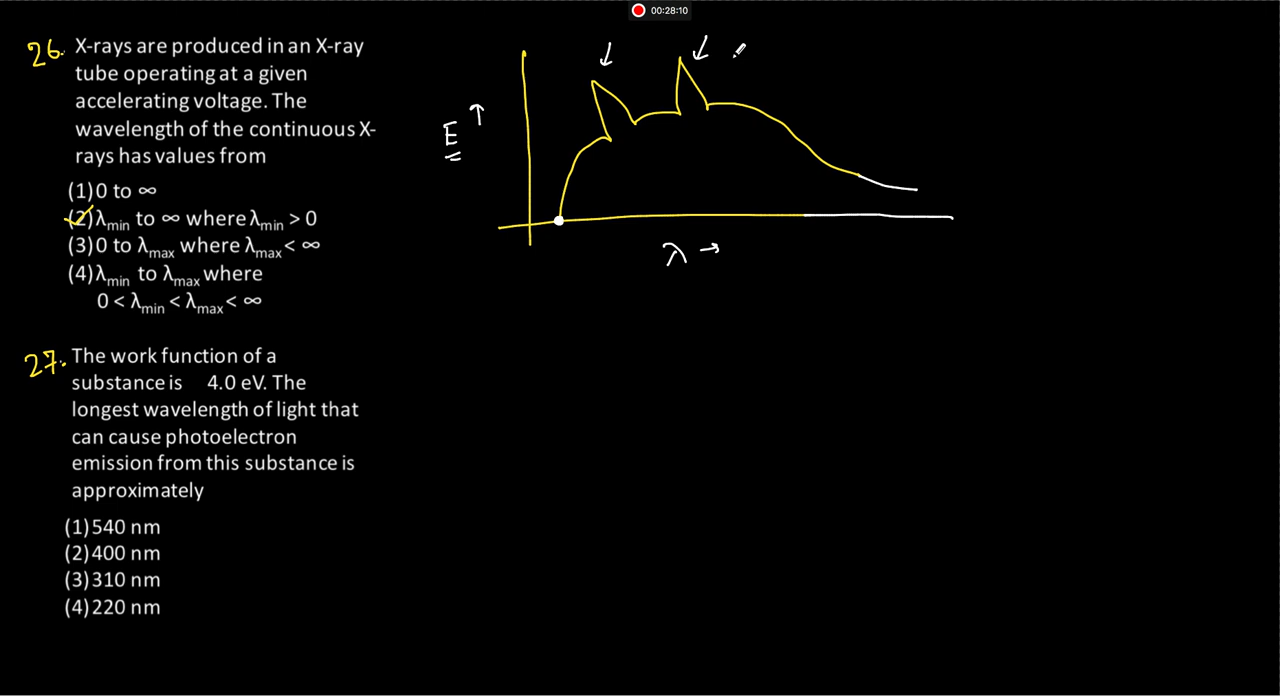 00:28:10
26. X-rays are produced in an X-ray
tube operating at a given
accelerating voltage. The
wavelength of the continuous X-
rays has values from
(1)0 to ∞
(2)λmin to ∞ where λmin > 0
(3)0 to λmax where λmax < ∞
(4)λmin to λmax where
0 < λmin < λmax < ∞
E ↑
λ →
27. The work function of a
substance is 4.0 eV. The
longest wavelength of light that
can cause photoelectron
emission from this substance is
approximately
(1)540 nm
(2)400 nm
(3)310 nm
(4)220 nm